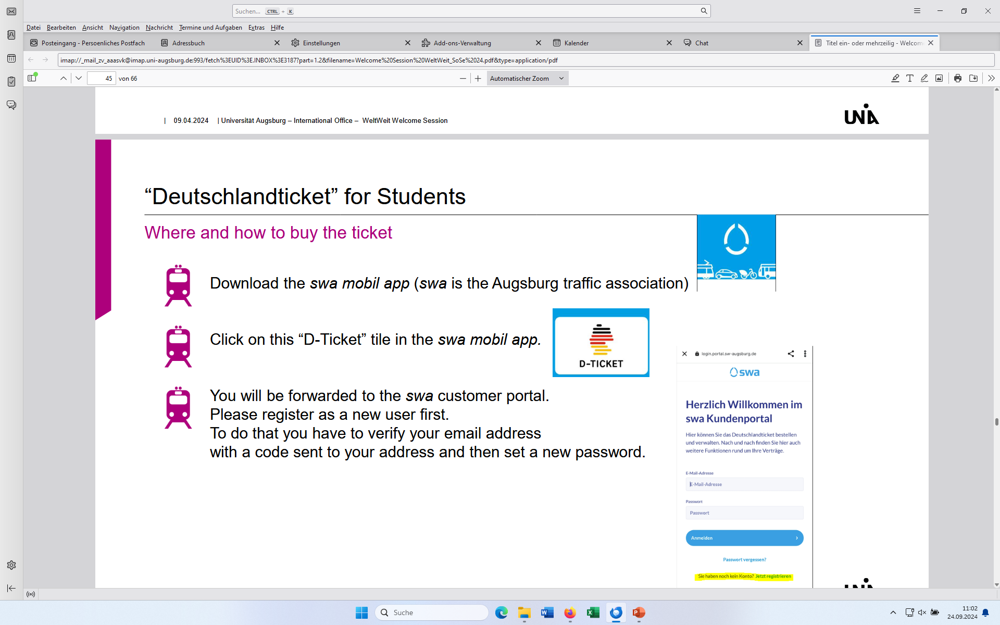 Suchen... CTRL + K
Datei Bearbeiten Ansicht Navigation Nachricht Termine und Aufgaben Extras Hilfe
Posteingang - Persoenliches Postfach Adressbuch Einstellungen Add-ons-Verwaltung Kalender Chat Titel ein- oder mehrzeilig - Welcome
imap://_mail_zv_aaasvk@imap.uni-augsburg.de:993/fetch%3EUID%3E.INBOX%3E3187?part=1.2&filename=Welcome%20Session%20WeltWeit_SoSe%2024.pdf&type=application/pdf
45 von 66 Automatischer Zoom
| 09.04.2024 | Universität Augsburg – International Office – WeltWeit Welcome Session
UNIA
“Deutschlandticket” for Students
Where and how to buy the ticket
Download the swa mobil app (swa is the Augsburg traffic association)
Click on this “D-Ticket” tile in the swa mobil app.
D-TICKET
You will be forwarded to the swa customer portal.
Please register as a new user first.
To do that you have to verify your email address
with a code sent to your address and then set a new password.
login.portal.sw-augsburg.de
swa
Herzlich Willkommen im
swa Kundenportal
Hier können Sie das Deutschlandticket bestellen
und verwalten. Nach und nach finden Sie hier auch
weitere Funktionen rund um Ihre Verträge.
E-Mail-Adresse
E-Mail-Adresse
Passwort
Passwort
Anmelden
Passwort vergessen?
Sie haben noch kein Konto? Jetzt registrieren
Suche
11:02
24.09.2024